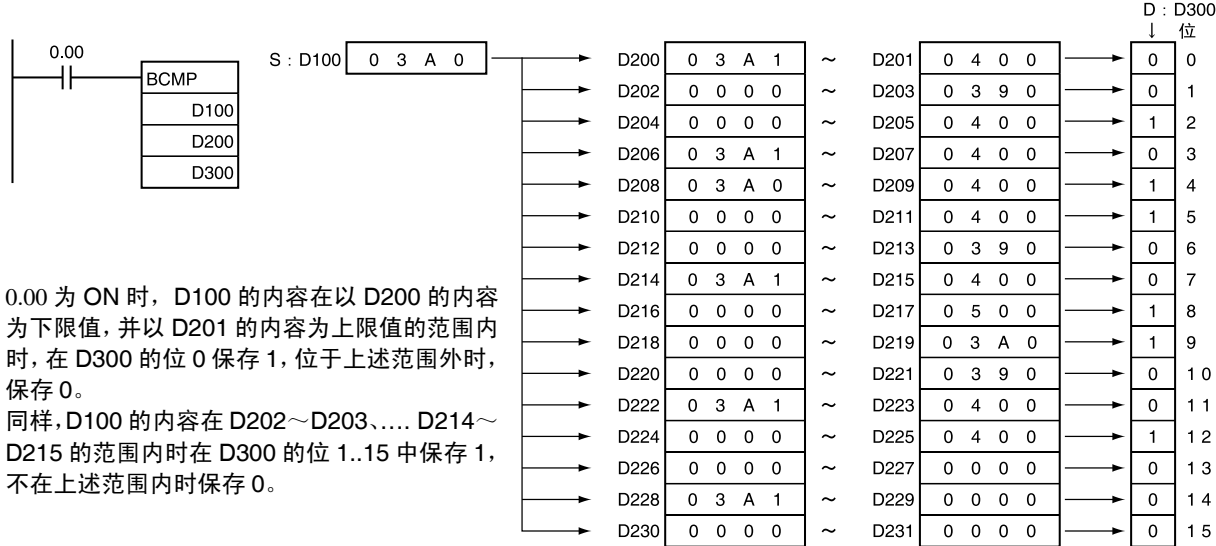 D : D300
↓ 位
0.00
BCMP
D100
D200
D300
S : D100 0 3 A 0
D200 0 3 A 1 ～ D201 0 4 0 0 0 0
D202 0 0 0 0 ～ D203 0 3 9 0 0 1
D204 0 0 0 0 ～ D205 0 4 0 0 1 2
D206 0 3 A 1 ～ D207 0 4 0 0 0 3
D208 0 3 A 0 ～ D209 0 4 0 0 1 4
D210 0 0 0 0 ～ D211 0 4 0 0 1 5
D212 0 0 0 0 ～ D213 0 3 9 0 0 6
D214 0 3 A 1 ～ D215 0 4 0 0 0 7
D216 0 0 0 0 ～ D217 0 5 0 0 1 8
D218 0 0 0 0 ～ D219 0 3 A 0 1 9
D220 0 0 0 0 ～ D221 0 3 9 0 0 1 0
D222 0 3 A 1 ～ D223 0 4 0 0 0 1 1
D224 0 0 0 0 ～ D225 0 4 0 0 1 1 2
D226 0 0 0 0 ～ D227 0 0 0 0 0 1 3
D228 0 3 A 1 ～ D229 0 0 0 0 0 1 4
D230 0 0 0 0 ～ D231 0 0 0 0 0 1 5
0.00 为 ON 时，D100 的内容在以 D200 的内容
为下限值，并以 D201 的内容为上限值的范围内
时，在 D300 的位 0 保存 1，位于上述范围外时，
保存 0。
同样，D100 的内容在 D202～D203、.... D214～
D215 的范围内时在 D300 的位 1..15 中保存 1，
不在上述范围内时保存 0。